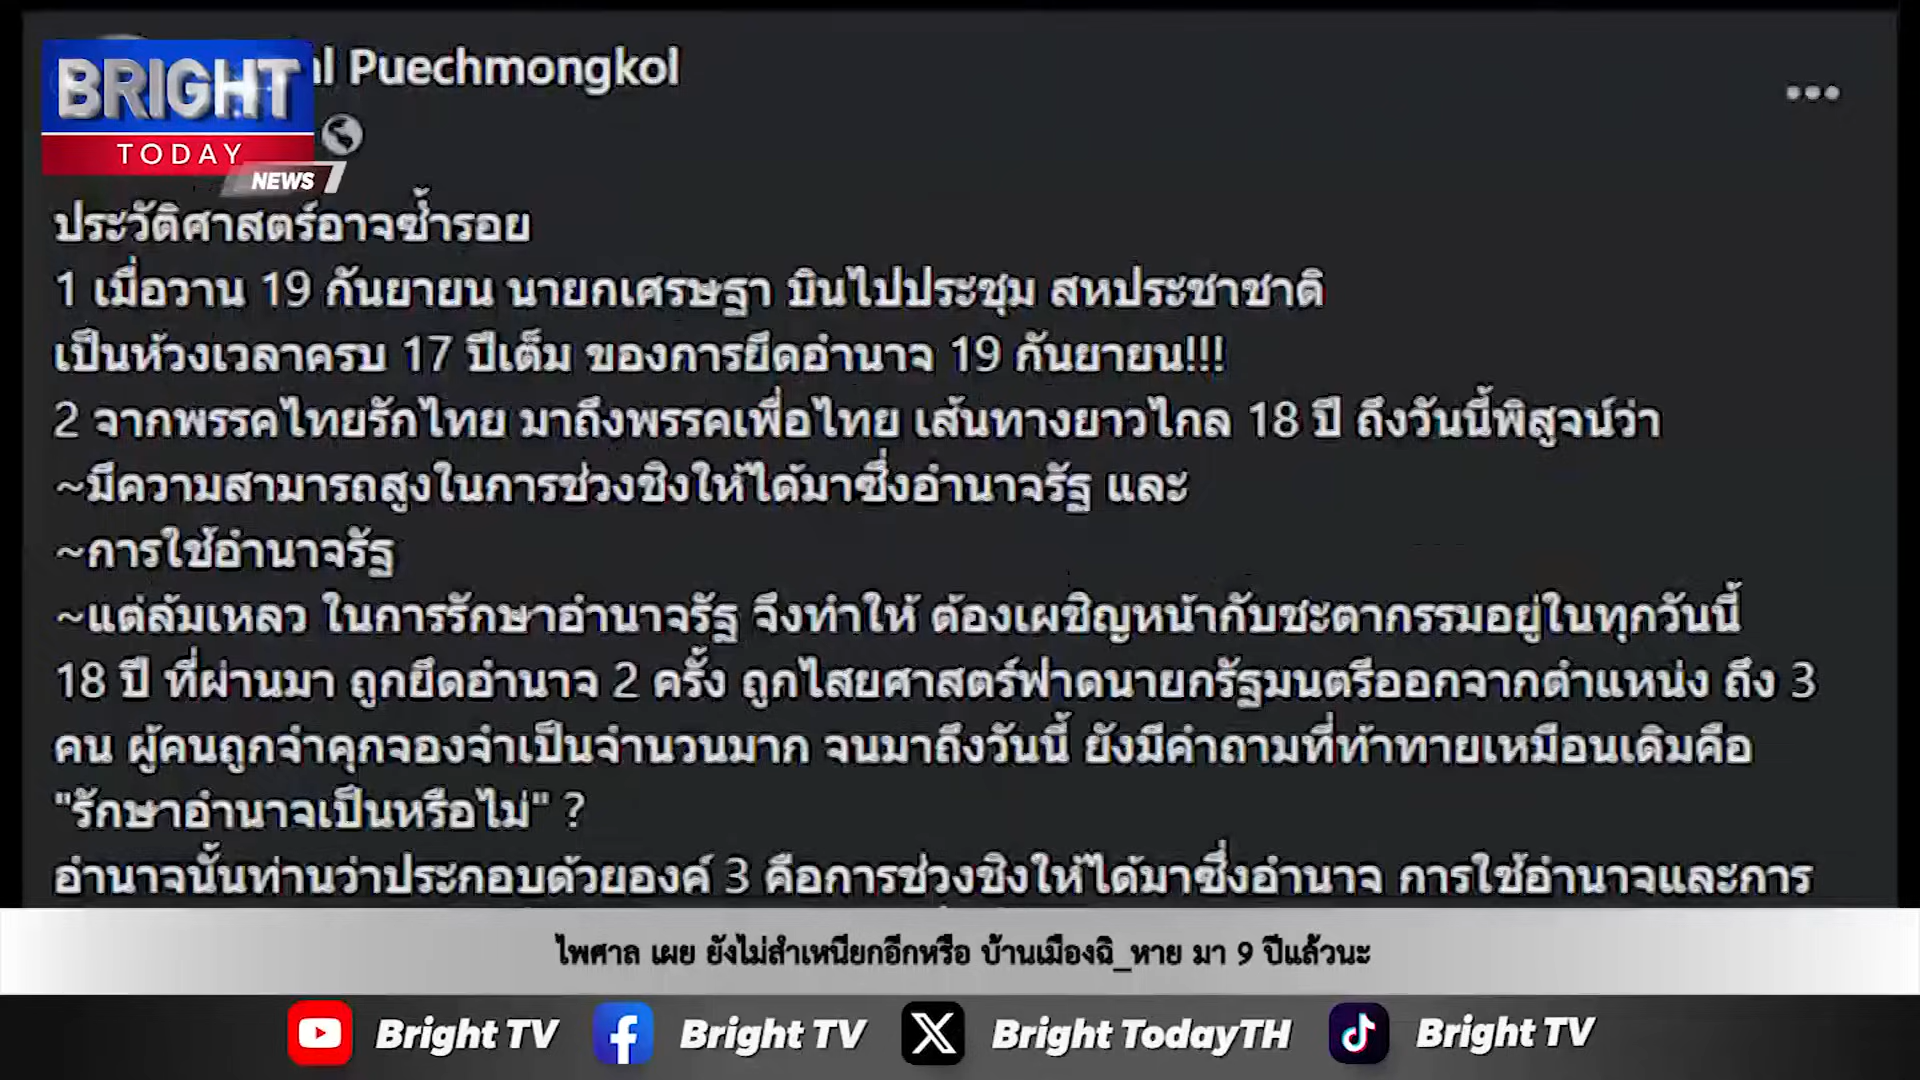 BRIGHT
TODAY
NEWS
Puechmongkol
ประวัติศาสตร์อาจซ้ำรอย
1 เมื่อวาน 19 กันยายน นายกเศรษฐา บินไปประชุม สหประชาชาติ
เป็นห้วงเวลาครบ 17 ปีเต็ม ของการยึดอำนาจ 19 กันยายน!!!
2 จากพรรคไทยรักไทย มาถึงพรรคเพื่อไทย เส้นทางยาวไกล 18 ปี ถึงวันนี้พิสูจน์ว่า
~มีความสามารถสูงในการช่วงชิงให้ได้มาซึ่งอำนาจรัฐ และ
~การใช้อำนาจรัฐ
~แต่ล้มเหลว ในการรักษาอำนาจรัฐ จึงทำให้ ต้องเผชิญหน้ากับชะตากรรมอยู่ในทุกวันนี้
18 ปี ที่ผ่านมา ถูกยึดอำนาจ 2 ครั้ง ถูกไสยศาสตร์ฟาดนายกรัฐมนตรีออกจากตำแหน่ง ถึง 3
คน ผู้คนถูกจำคุกจองจำเป็นจำนวนมาก จนมาถึงวันนี้ ยังมีคำถามที่ท้าทายเหมือนเดิมคือ
"รักษาอำนาจเป็นหรือไม่" ?
อำนาจนั้นท่านว่าประกอบด้วยองค์ 3 คือการช่วงชิงให้ได้มาซึ่งอำนาจ การใช้อำนาจและการ
ไพศาล เผย ยังไม่สำเหนียกอีกหรือ บ้านเมืองฉิ_หาย มา 9 ปีแล้วนะ
Bright TV
Bright TV
Bright TodayTH
Bright TV